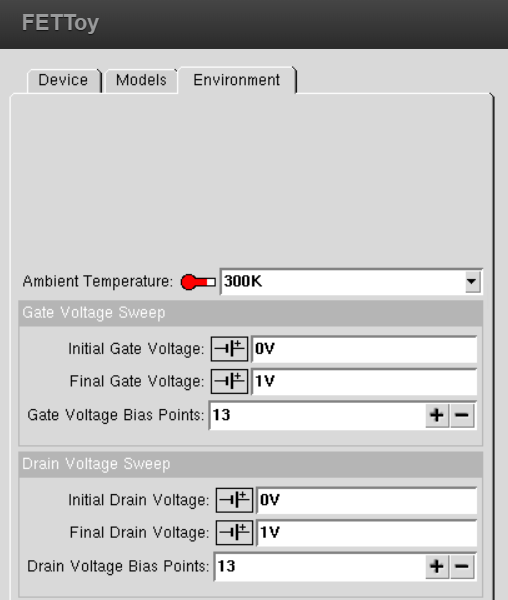 FETToy
Device Models Environment
Ambient Temperature: 300K
Gate Voltage Sweep
Initial Gate Voltage: 0V
Final Gate Voltage: 1V
Gate Voltage Bias Points: 13
Drain Voltage Sweep
Initial Drain Voltage: 0V
Final Drain Voltage: 1V
Drain Voltage Bias Points: 13